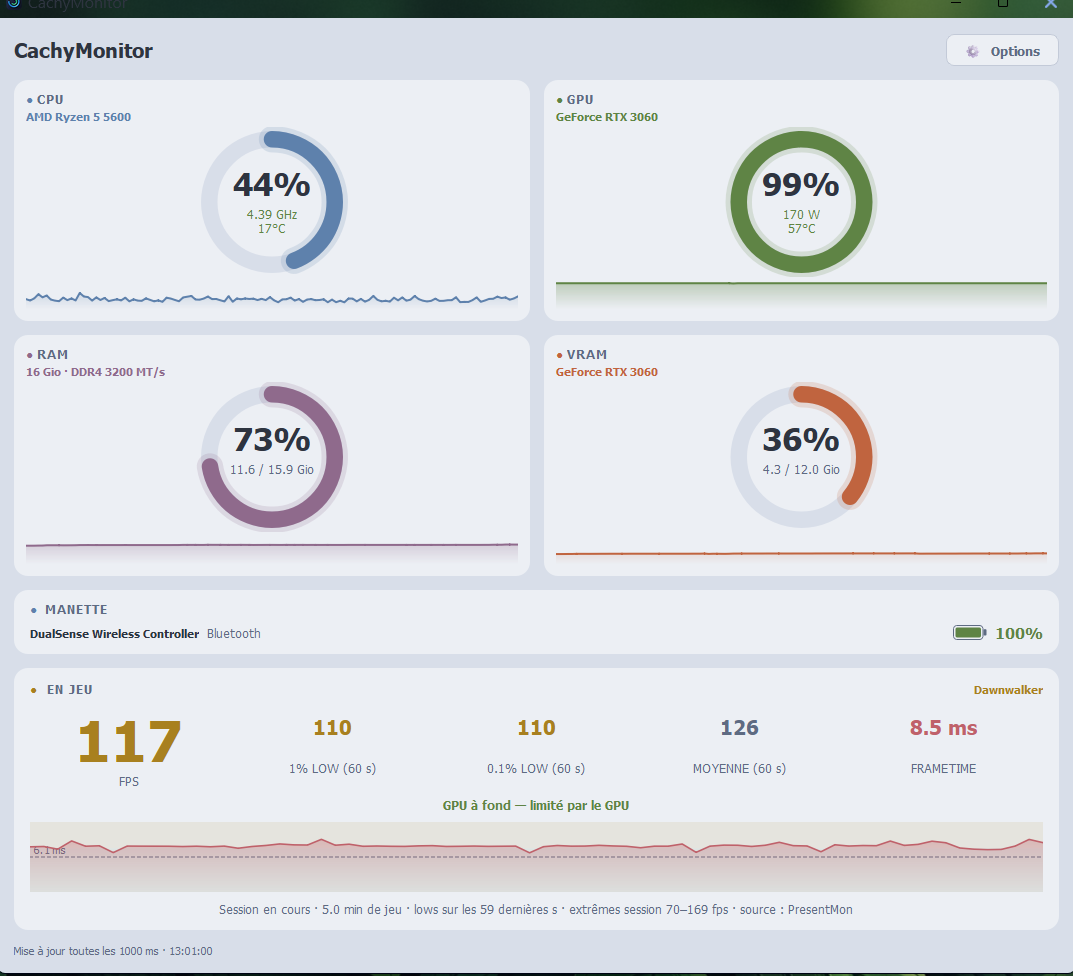 CachyMonitor
CachyMonitor
Options
• CPU
AMD Ryzen 5 5600
44%
4.39 GHz
17°C
• GPU
GeForce RTX 3060
99%
170 W
57°C
• RAM
16 Gio · DDR4 3200 MT/s
73%
11.6 / 15.9 Gio
• VRAM
GeForce RTX 3060
36%
4.3 / 12.0 Gio
• MANETTE
DualSense Wireless Controller Bluetooth
100%
• EN JEU
Dawnwalker
117
FPS
110
1% LOW (60 s)
110
0.1% LOW (60 s)
126
MOYENNE (60 s)
8.5 ms
FRAMETIME
GPU à fond — limité par le GPU
6.1 ms
Session en cours · 5.0 min de jeu · lows sur les 59 dernières s · extrêmes session 70–169 fps · source : PresentMon
Mise à jour toutes les 1000 ms · 13:01:00